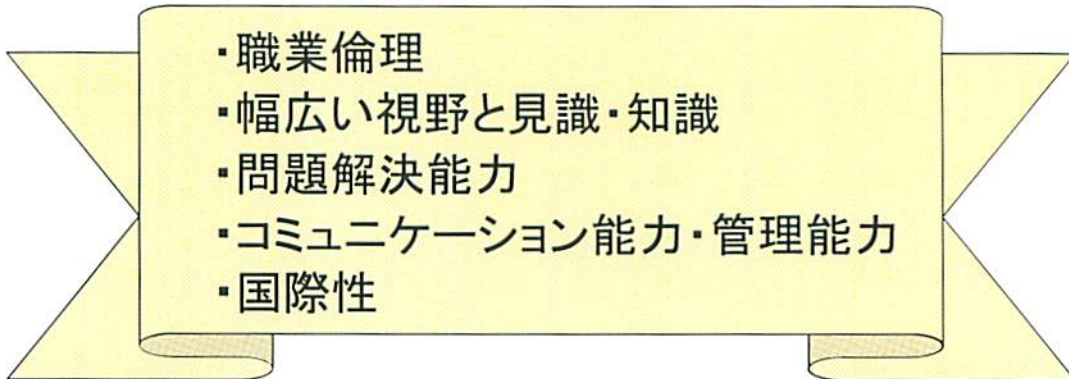 ・職業倫理
・幅広い視野と見識・知識
・問題解決能力
・コミュニケーション能力・管理能力
・国際性